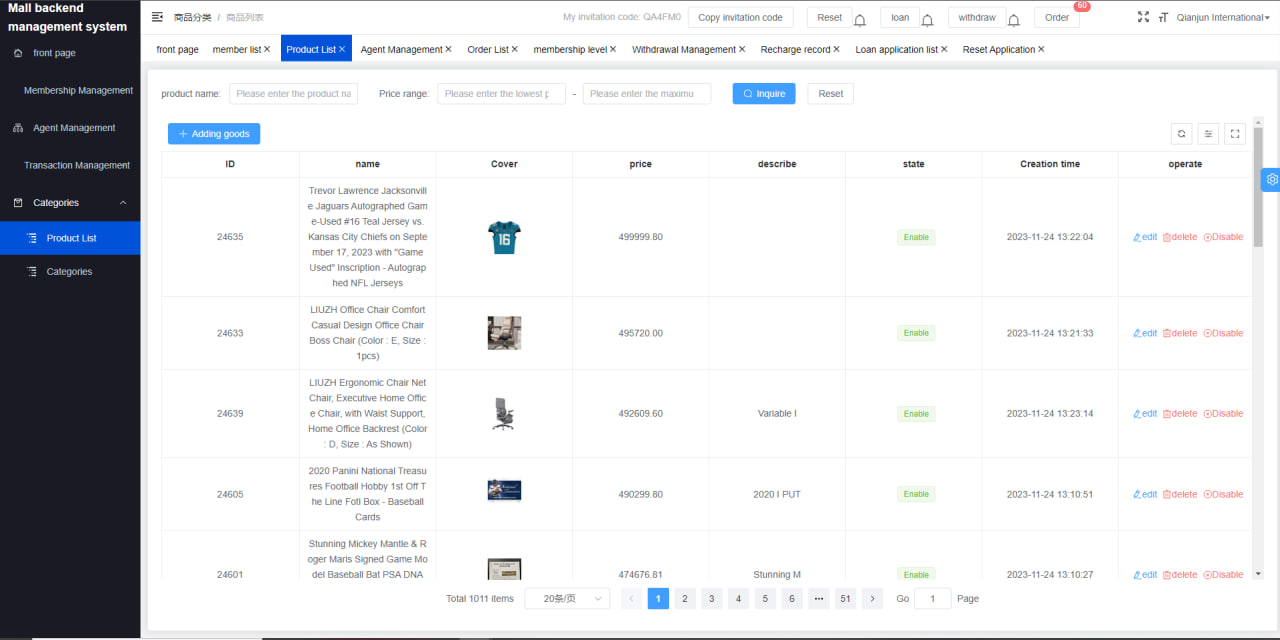 Mall backend
management system
front page
Membership Management
Agent Management
Transaction Management
Categories
Product List
Categories
商品分类 / 商品列表
My invitation code: QA4FM0
Copy invitation code
Reset
loan
withdraw
Order
60
Qianjun International
front page
member list
Product List
Agent Management
Order List
membership level
Withdrawal Management
Recharge record
Loan application list
Reset Application
product name:
Please enter the product na
Price range:
Please enter the lowest p
-
Please enter the maximu
Inquire
Reset
Adding goods
ID
name
Cover
price
describe
state
Creation time
operate
24635
Trevor Lawrence Jacksonvill
e Jaguars Autographed Gam
e-Used #16 Teal Jersey vs.
Kansas City Chiefs on Septe
mber 17, 2023 with "Game
Used" Inscription - Autograp
hed NFL Jerseys
16
499999.80
Enable
2023-11-24 13:22:04
edit delete Disable
24633
LIUZH Office Chair Comfort
Casual Design Office Chair
Boss Chair (Color : E, Size :
1pcs)
495720.00
Enable
2023-11-24 13:21:33
edit delete Disable
24639
LIUZH Ergonomic Chair Net
Chair, Executive Home Offic
e Chair, with Waist Support,
Home Office Backrest (Color
: D, Size : As Shown)
492609.60
Variable I
Enable
2023-11-24 13:23:14
edit delete Disable
24605
2020 Panini National Treasu
res Football Hobby 1st Off T
he Line Fotl Box - Baseball
Cards
490299.80
2020 I PUT
Enable
2023-11-24 13:10:51
edit delete Disable
24601
Stunning Mickey Mantle & R
oger Maris Signed Game Mo
del Baseball Bat PSA DNA
474676.81
Stunning M
Enable
2023-11-24 13:10:27
edit delete Disable
Total 1011 items
20条/页
1
2
3
4
5
6
•••
51
Go
1
Page